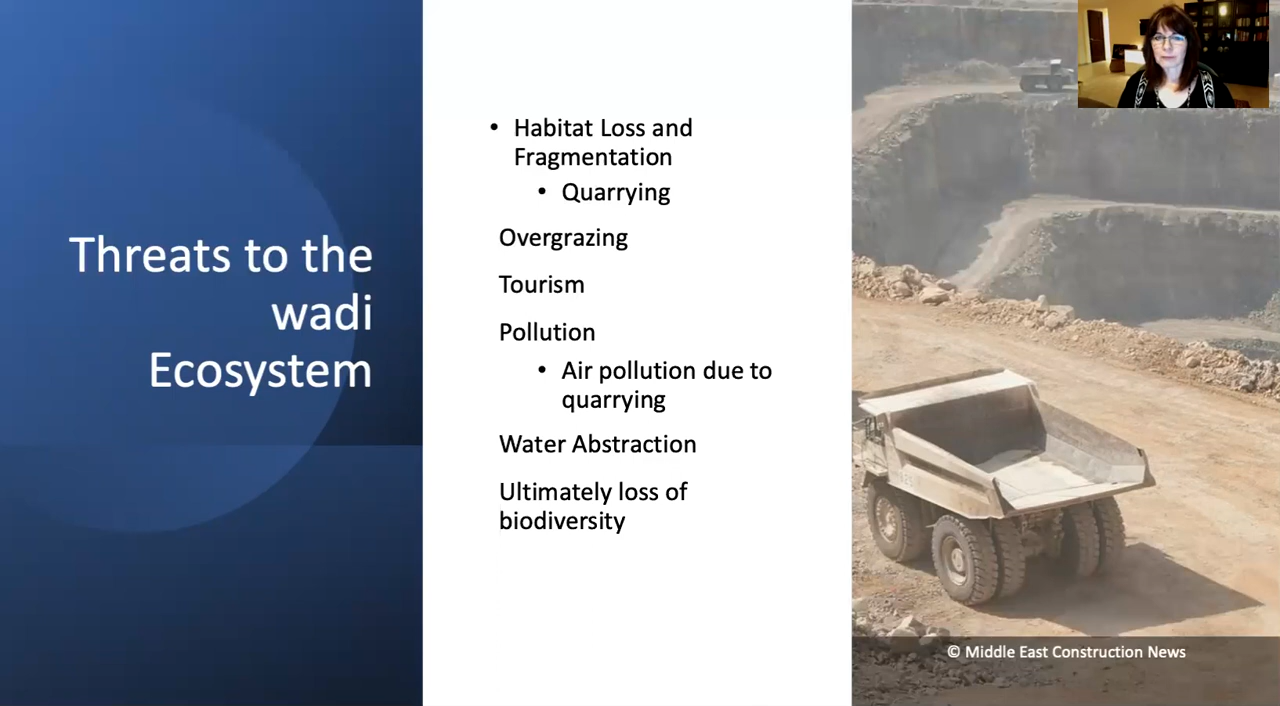 Threats to the
wadi
Ecosystem
• Habitat Loss and
Fragmentation
• Quarrying
Overgrazing
Tourism
Pollution
• Air pollution due to
quarrying
Water Abstraction
Ultimately loss of
biodiversity
© Middle East Construction News